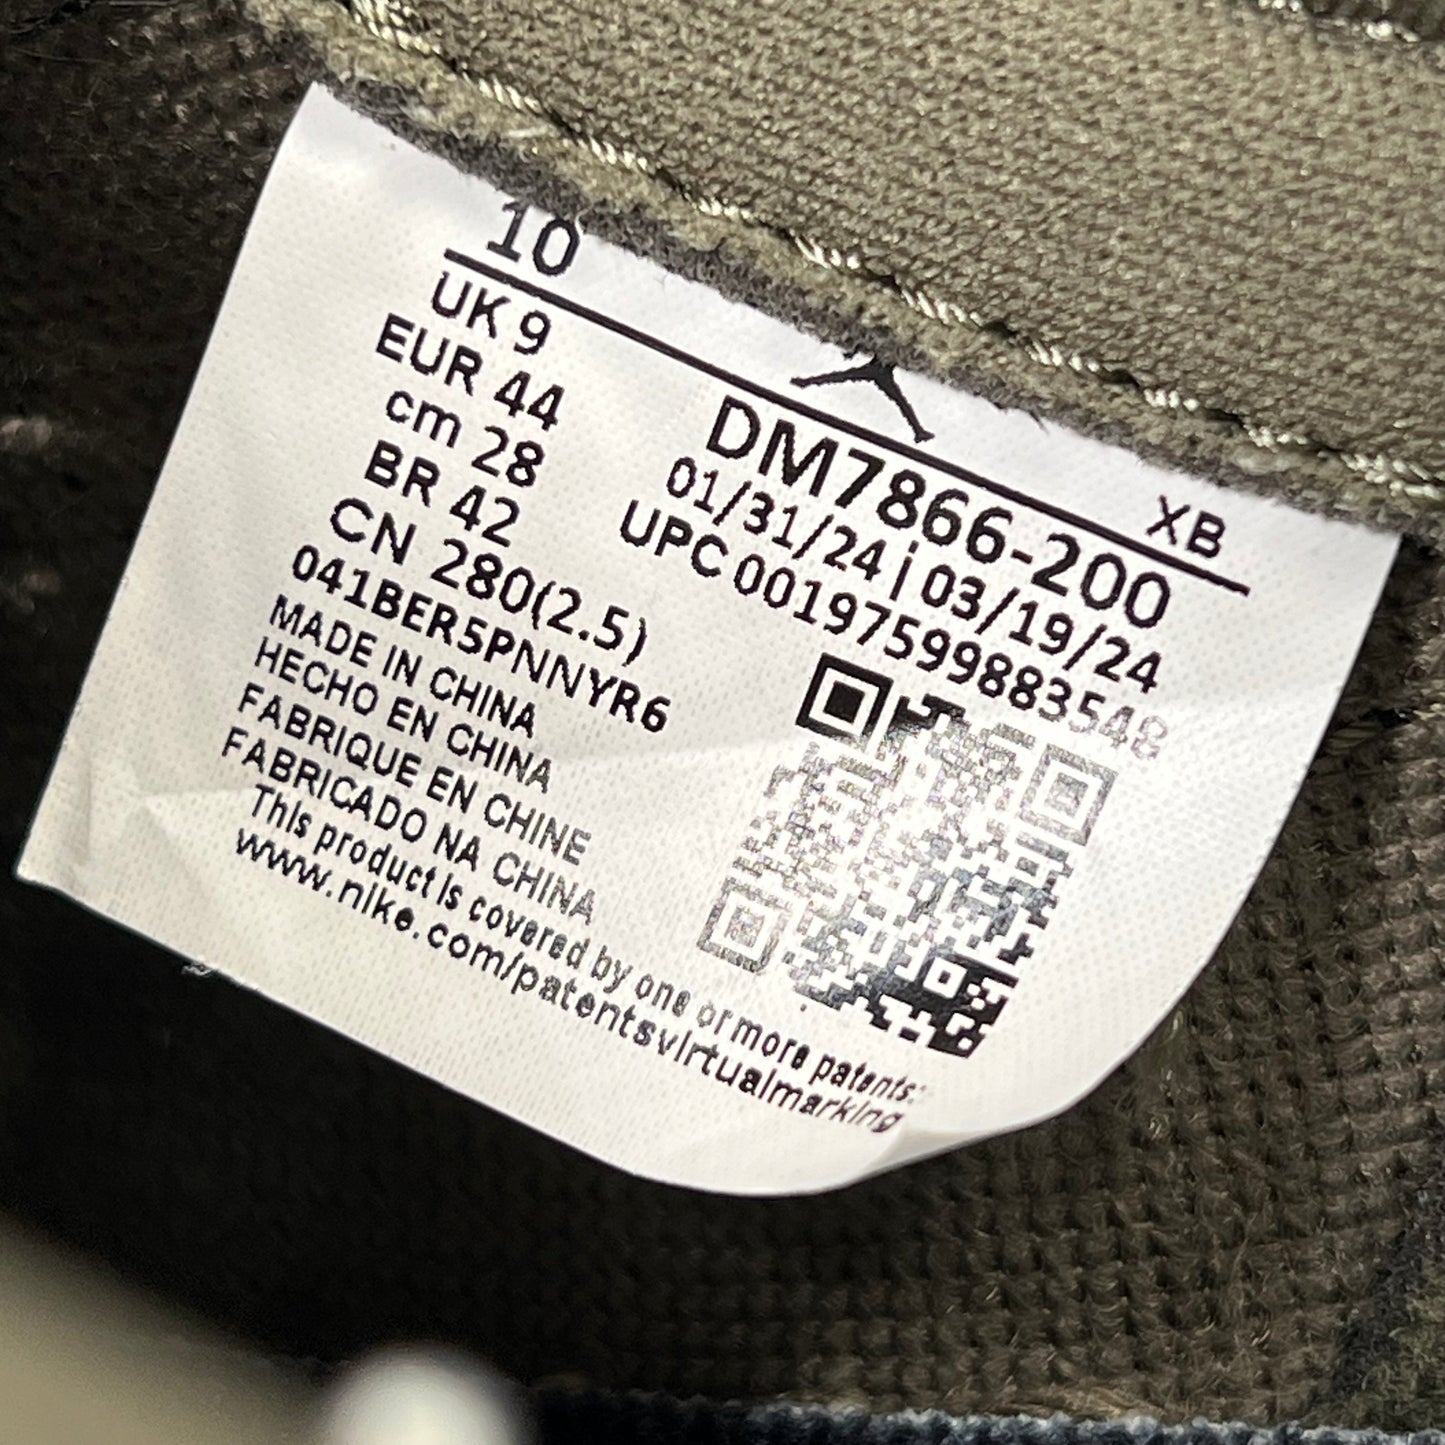 10
UK 9
EUR 44
cm 28
BR 42
CN 280(2.5)
041BER5PNNYR6
MADE IN CHINA
HECHO EN CHINA
FABRIQUE EN CHINE
FABRICADO NA CHINA
This product is covered by one or more patents:
www.nike.com/patentsvirtualmarking
XB
DM7866-200
01/31/24 | 03/19/24
UPC 00197599883548